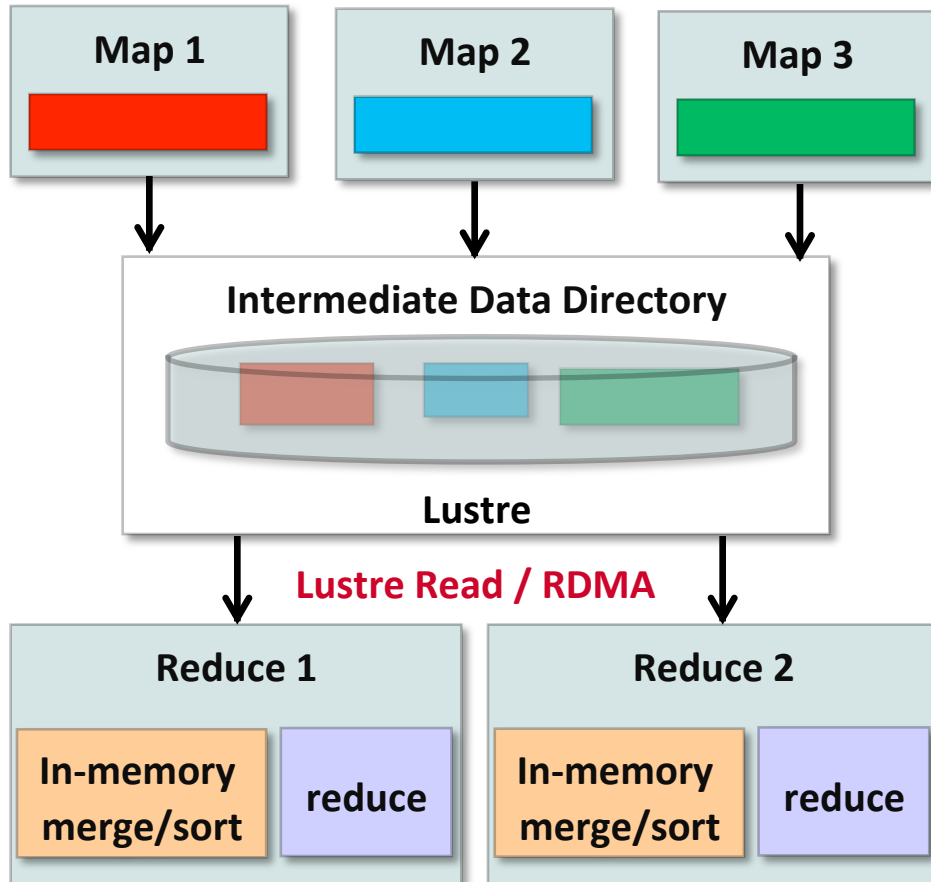 Map 1
Map 2
Map 3
Intermediate Data Directory
Lustre
Lustre Read / RDMA
Reduce 1
In-memory
merge/sort
reduce
Reduce 2
In-memory
merge/sort
reduce